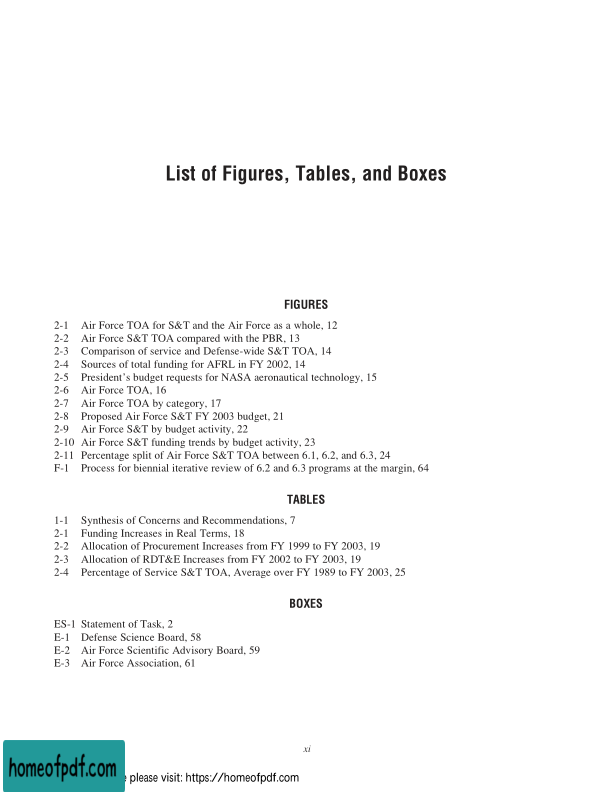 List of Figures, Tables, and Boxes
FIGURES
2-1 Air Force TOA for S&T and the Air Force as a whole, 12
2-2 Air Force S&T TOA compared with the PBR, 13
2-3 Comparison of service and Defense-wide S&T TOA, 14
2-4 Sources of total funding for AFRL in FY 2002, 14
2-5 President's budget requests for NASA aeronautical technology, 15
2-6 Air Force TOA, 16
2-7 Air Force TOA by category, 17
2-8 Proposed Air Force S&T FY 2003 budget, 21
2-9 Air Force S&T by budget activity, 22
2-10 Air Force S&T funding trends by budget activity, 23
2-11 Percentage split of Air Force S&T TOA between 6.1, 6.2, and 6.3, 24
F-1 Process for biennial iterative review of 6.2 and 6.3 programs at the margin, 64
TABLES
1-1 Synthesis of Concerns and Recommendations, 7
2-1 Funding Increases in Real Terms, 18
2-2 Allocation of Procurement Increases from FY 1999 to FY 2003, 19
2-3 Allocation of RDT&E Increases from FY 2002 to FY 2003, 19
2-4 Percentage of Service S&T TOA, Average over FY 1989 to FY 2003, 25
BOXES
ES-1 Statement of Task, 2
E-1 Defense Science Board, 58
E-2 Air Force Scientific Advisory Board, 59
E-3 Air Force Association, 61
xi
homeofpdf.com
please visit: https://homeofpdf.com